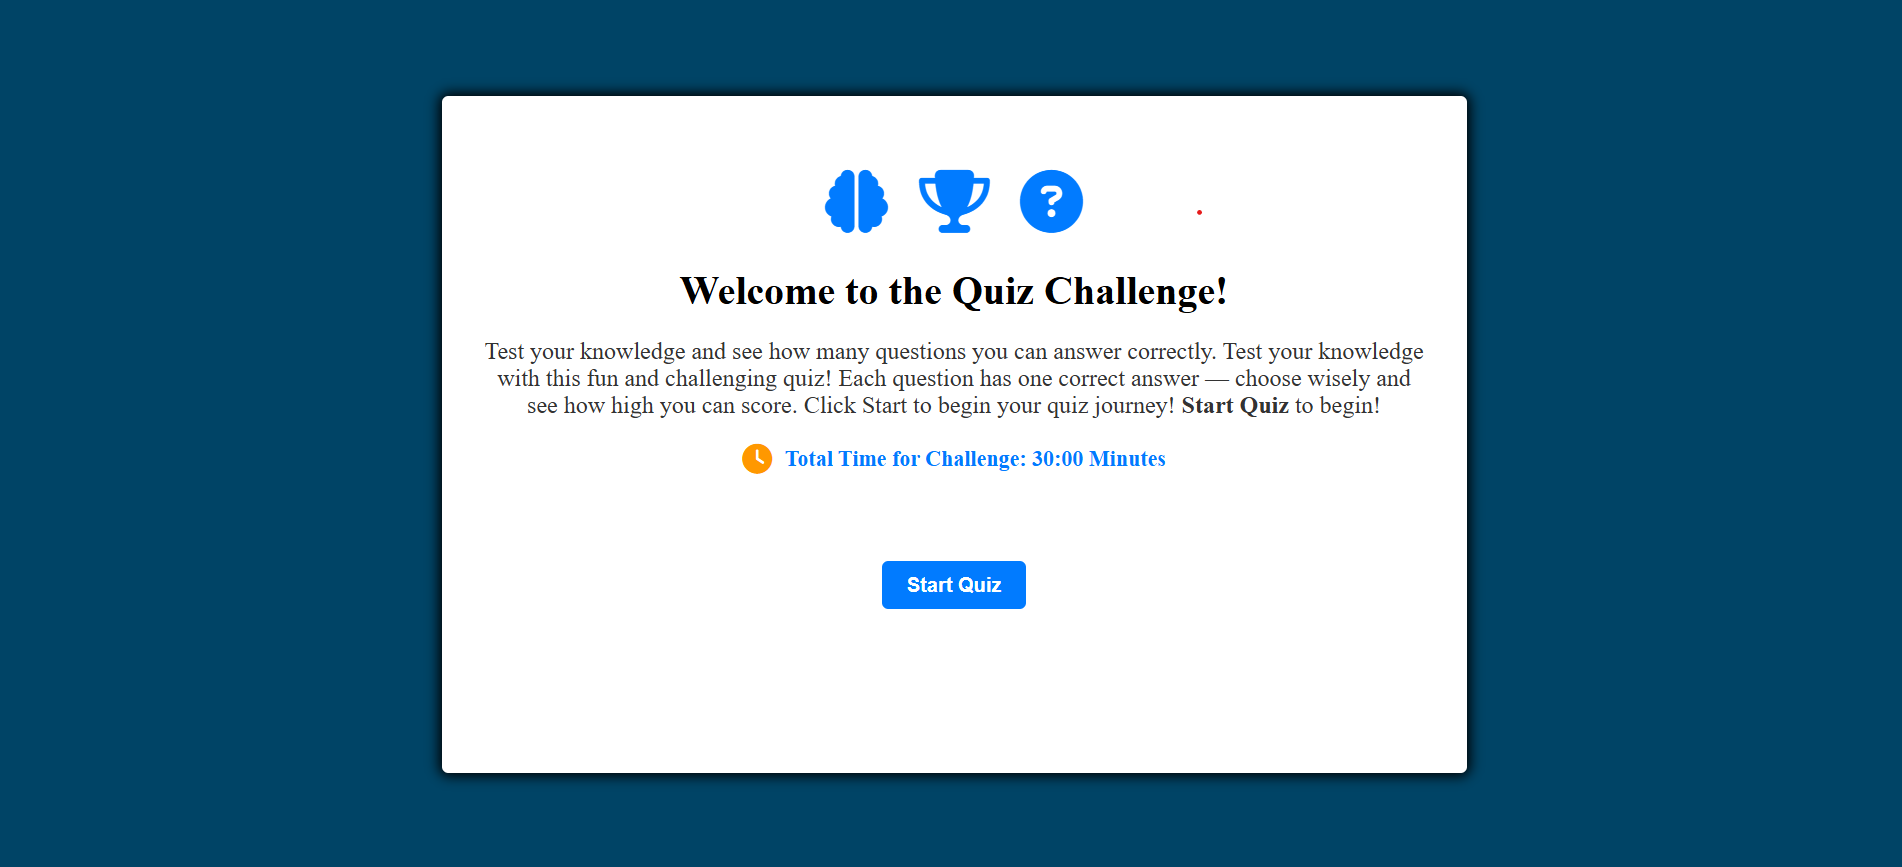 ?
Welcome to the Quiz Challenge!
Test your knowledge and see how many questions you can answer correctly. Test your knowledge
with this fun and challenging quiz! Each question has one correct answer — choose wisely and
see how high you can score. Click Start to begin your quiz journey! Start Quiz to begin!
Total Time for Challenge: 30:00 Minutes
Start Quiz